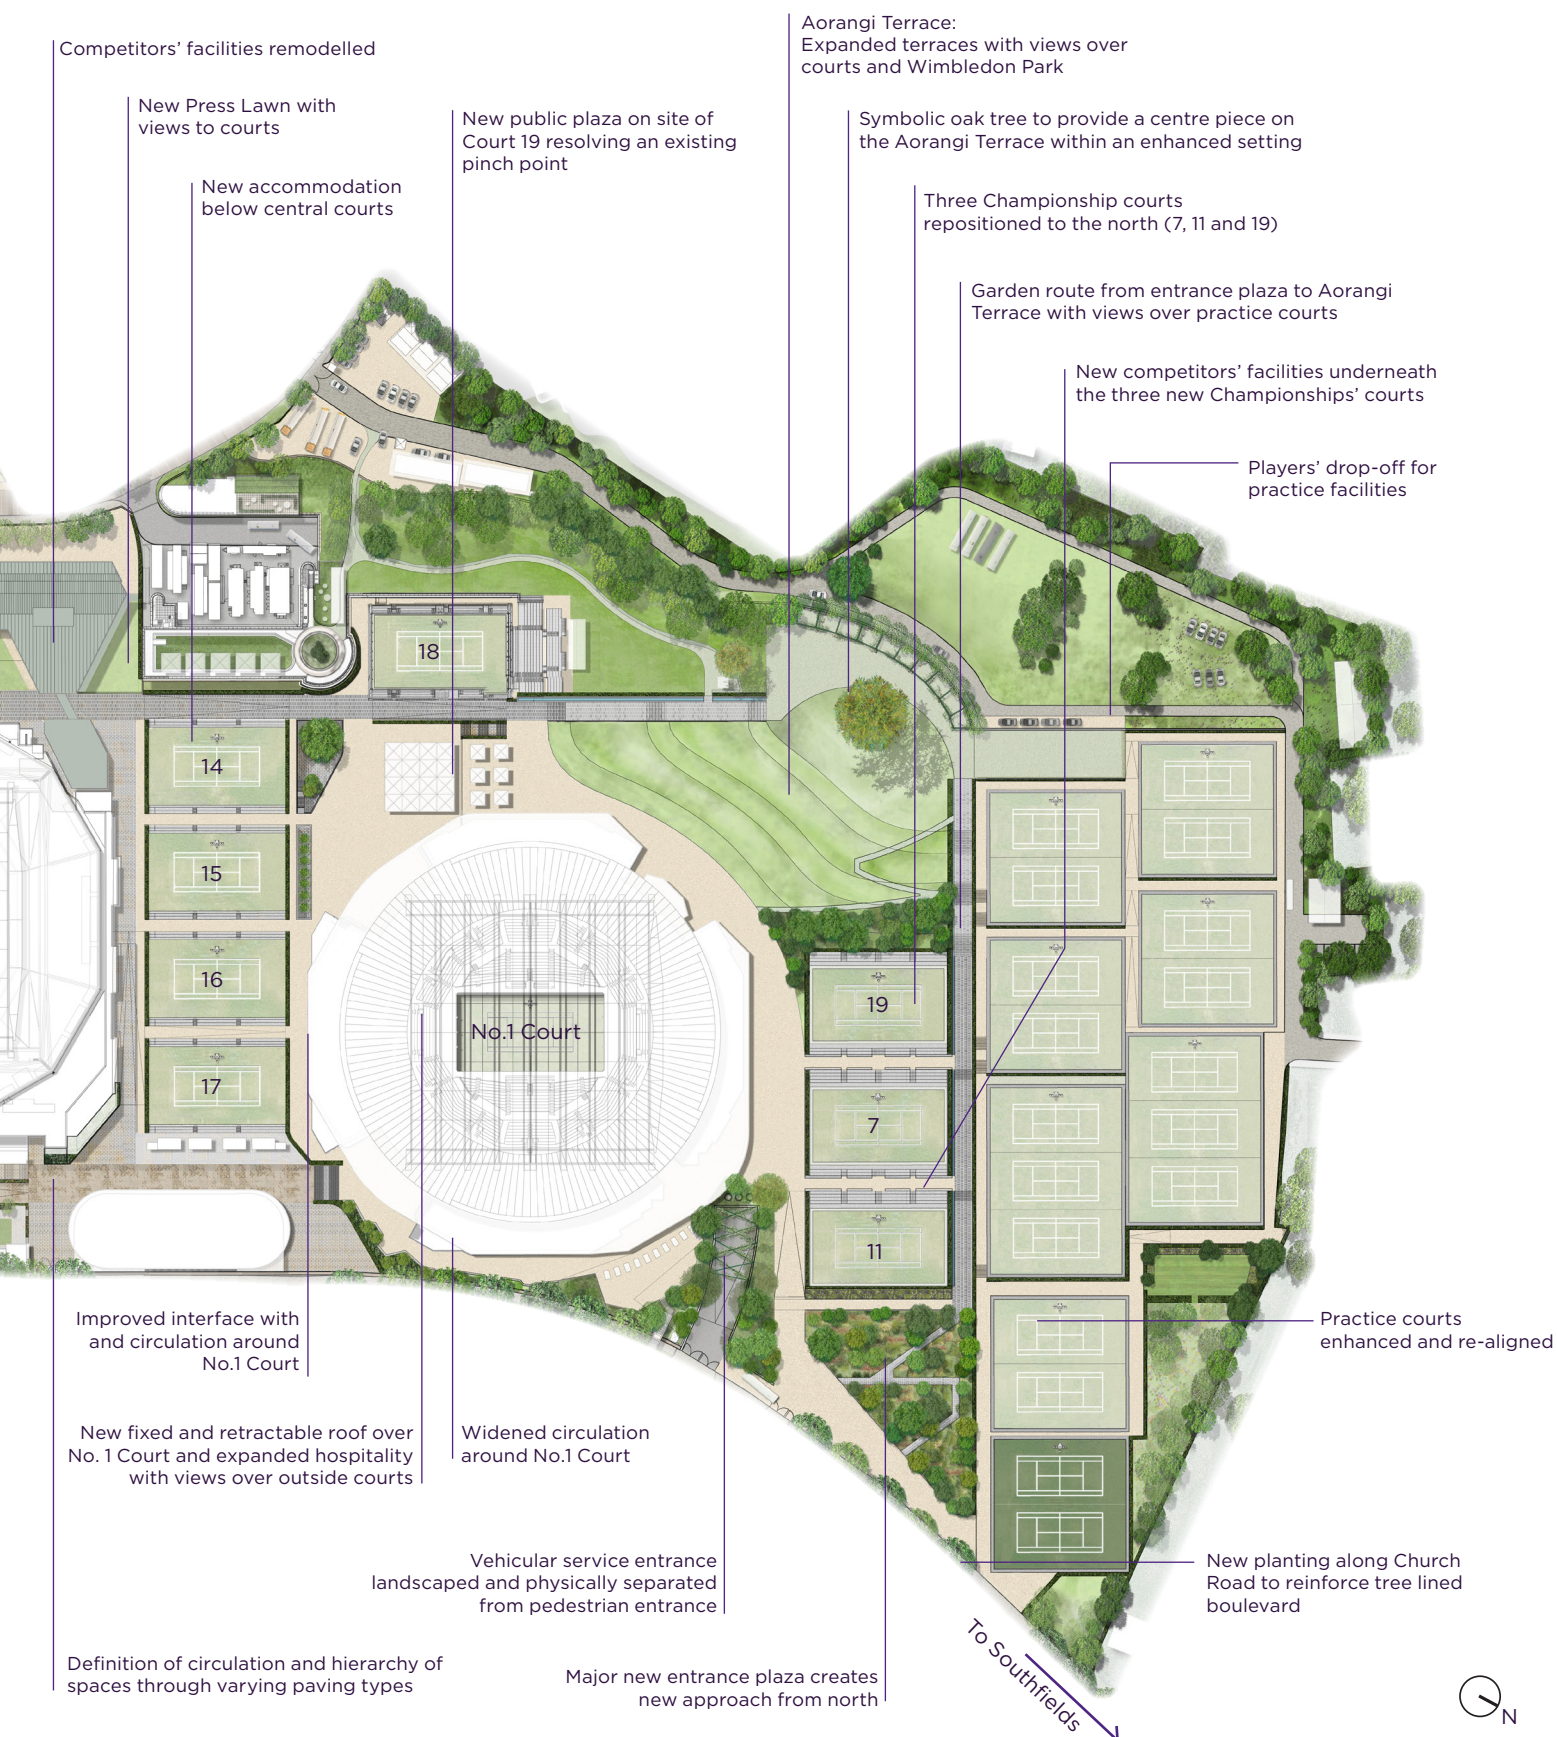 Competitors’ facilities remodelled
New Press Lawn with
views to courts
New accommodation
below central courts
New public plaza on site of
Court 19 resolving an existing
pinch point
Aorangi Terrace:
Expanded terraces with views over
courts and Wimbledon Park
Symbolic oak tree to provide a centre piece on
the Aorangi Terrace within an enhanced setting
Three Championship courts
repositioned to the north (7, 11 and 19)
Garden route from entrance plaza to Aorangi
Terrace with views over practice courts
New competitors’ facilities underneath
the three new Championships’ courts
Players’ drop-off for
practice facilities
18
14
15
16
17
No.1 Court
19
7
11
Improved interface with
and circulation around
No.1 Court
New fixed and retractable roof over
No. 1 Court and expanded hospitality
with views over outside courts
Widened circulation
around No.1 Court
Vehicular service entrance
landscaped and physically separated
from pedestrian entrance
Definition of circulation and hierarchy of
spaces through varying paving types
Major new entrance plaza creates
new approach from north
Practice courts
enhanced and re-aligned
New planting along Church
Road to reinforce tree lined
boulevard
To Southfields
N